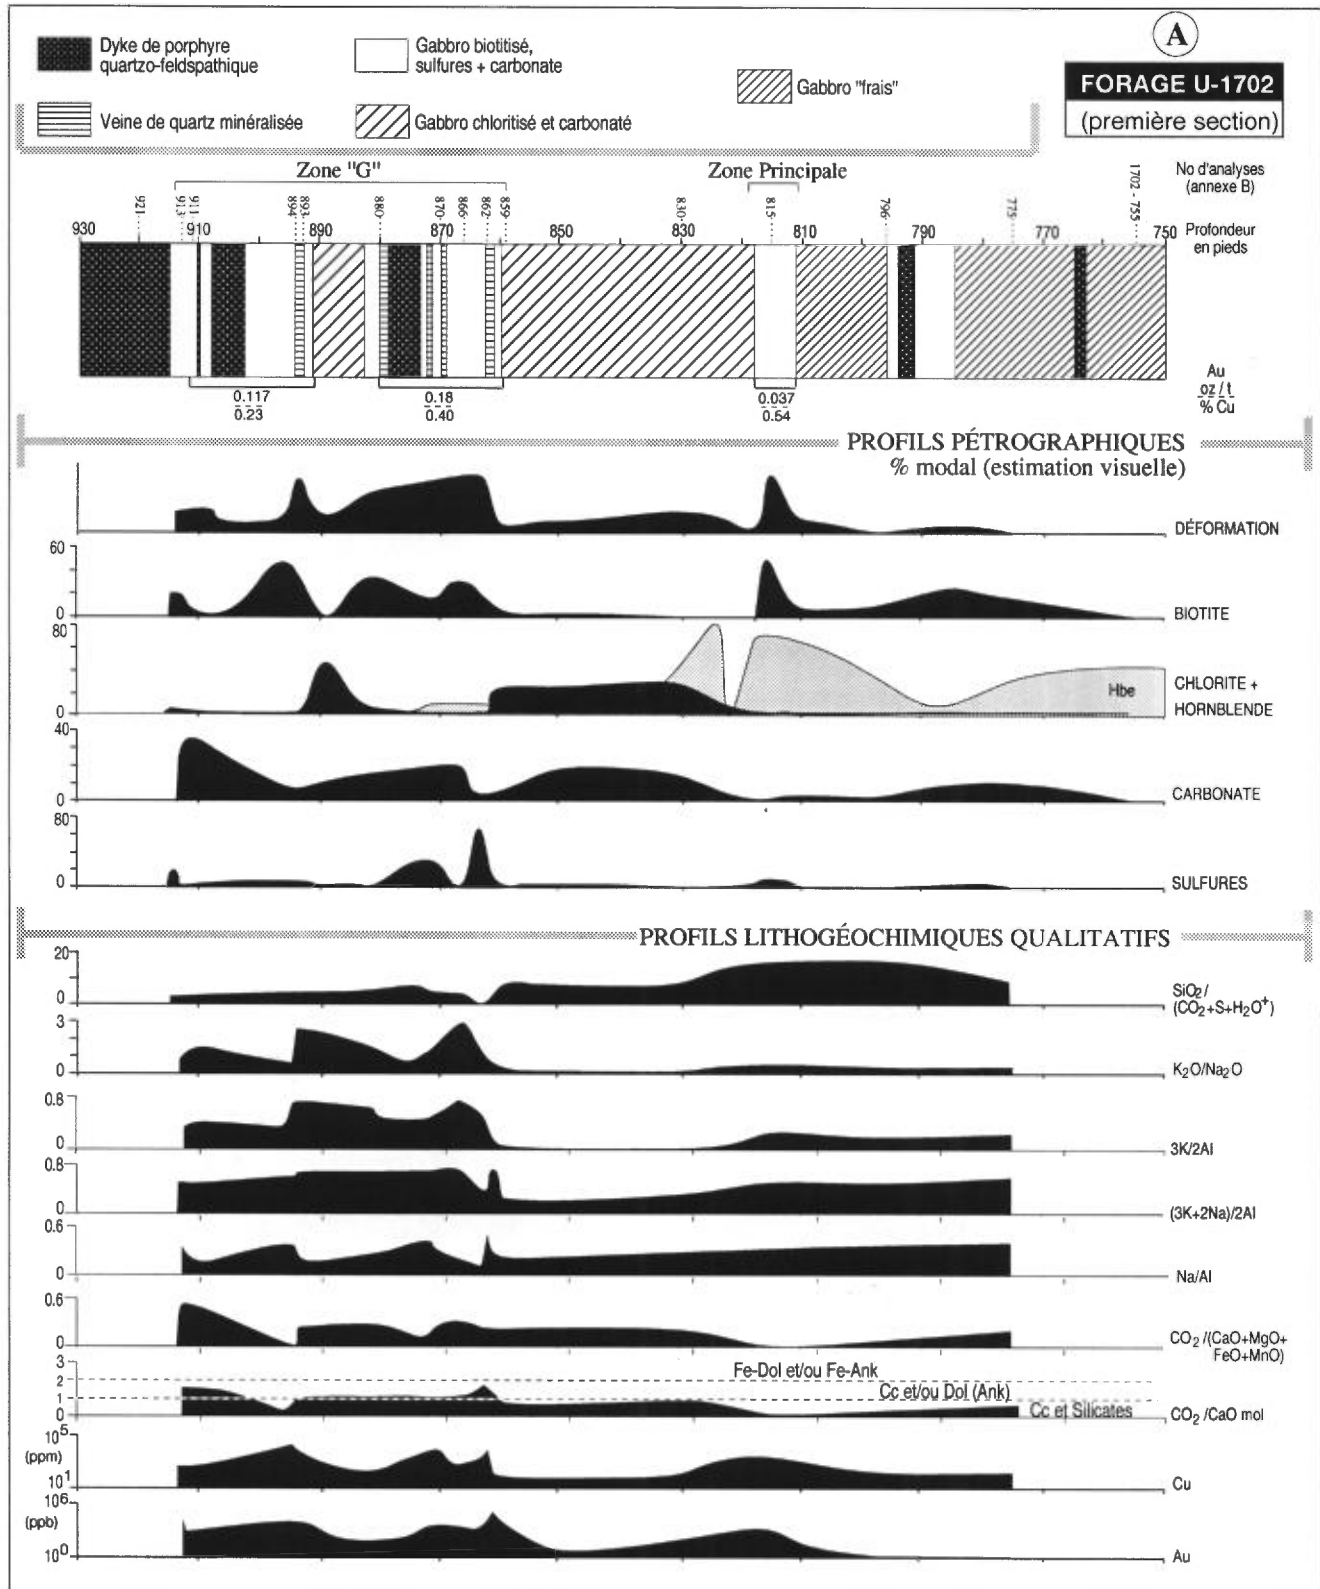 A
FORAGE U-1702
(première section)
Dyke de porphyre
quartzo-feldspathique
Gabbro biotitisé,
sulfures + carbonate
Gabbro "frais"
Veine de quartz minéralisée
Gabbro chloritisé et carbonaté
Zone "G"
Zone Principale
No d'analyses
(annexe B)
921 913 911 894 893 880 870 866 862 859 830 815 796 775 1702 - 755
930 910 890 870 850 830 810 790 770 750
Profondeur
en pieds
Au
oz / t
% Cu
0.117
0.23
0.18
0.40
0.037
0.54
PROFILS PÉTROGRAPHIQUES
% modal (estimation visuelle)
DÉFORMATION
60
0
BIOTITE
80
0
Hbe
CHLORITE +
HORNBLENDE
40
0
CARBONATE
80
0
SULFURES
PROFILS LITHOGÉOCHIMIQUES QUALITATIFS
20
0
SiO2 /
(CO2+S+H2O+)
3
0
K2O/Na2O
0.8
0
3K/2Al
0.8
0
(3K+2Na)/2Al
0.6
0
Na/Al
0.6
0
CO2 /(CaO+MgO+
FeO+MnO)
3
2
1
0
Fe-Dol et/ou Fe-Ank
Cc et/ou Dol (Ank)
Cc et Silicates
CO2 /CaO mol
10^5
(ppm)
10^1
Cu
10^6
(ppb)
10^0
Au